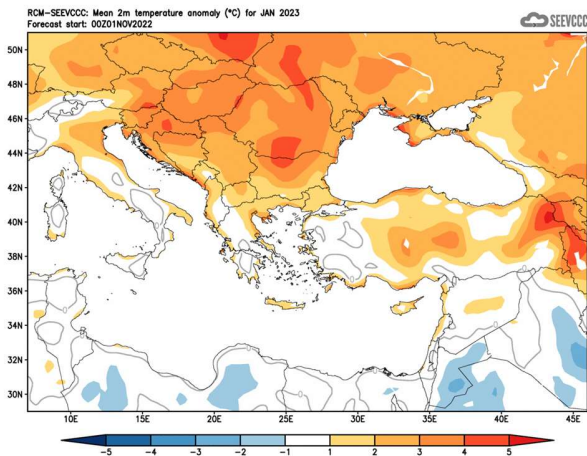 RCM-SEEVCCC: Mean 2m temperature anomaly (°C) for JAN 2023
Forecast start: 00Z01NOV2022
SEEVCCC
50N
48N
46N
44N
42N
40N
38N
36N
34N
32N
30N
10E 15E 20E 25E 30E 35E 40E 45E
-5 -4 -3 -2 -1 1 2 3 4 5